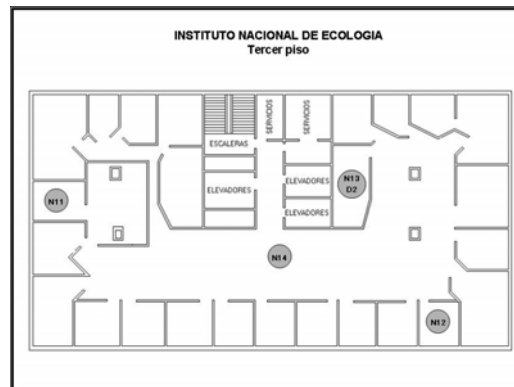 INSTITUTO NACIONAL DE ECOLOGIA
Tercer piso
SERVICIOS
SERVICIOS
ESCALERAS
ELEVADORES
ELEVADORES
ELEVADORES
N13
D2
N11
N14
N12